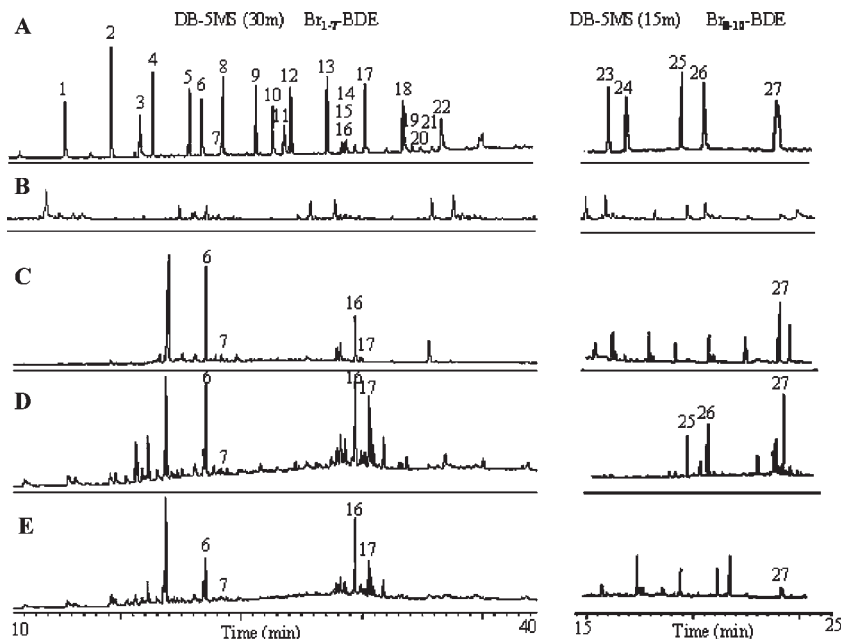 DB-5MS (30m) Br1-7-BDE DB-5MS (15m) Br8-10-BDE
A
1 2 3 4 5 6 7 8 9 10 11 12 13 14 15 16 17 18 19 20 21 22 23 24 25 26 27
B
C
6 7 16 17 27
D
6 7 16 17 25 26 27
E
6 7 16 17 27
10 Time (min) 40 15 Time (min) 25